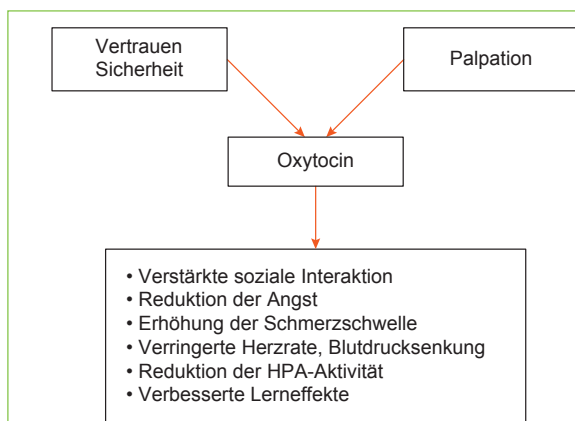 Vertrauen
Sicherheit
Palpation
Oxytocin
• Verstärkte soziale Interaktion
• Reduktion der Angst
• Erhöhung der Schmerzschwelle
• Verringerte Herzrate, Blutdrucksenkung
• Reduktion der HPA-Aktivität
• Verbesserte Lerneffekte